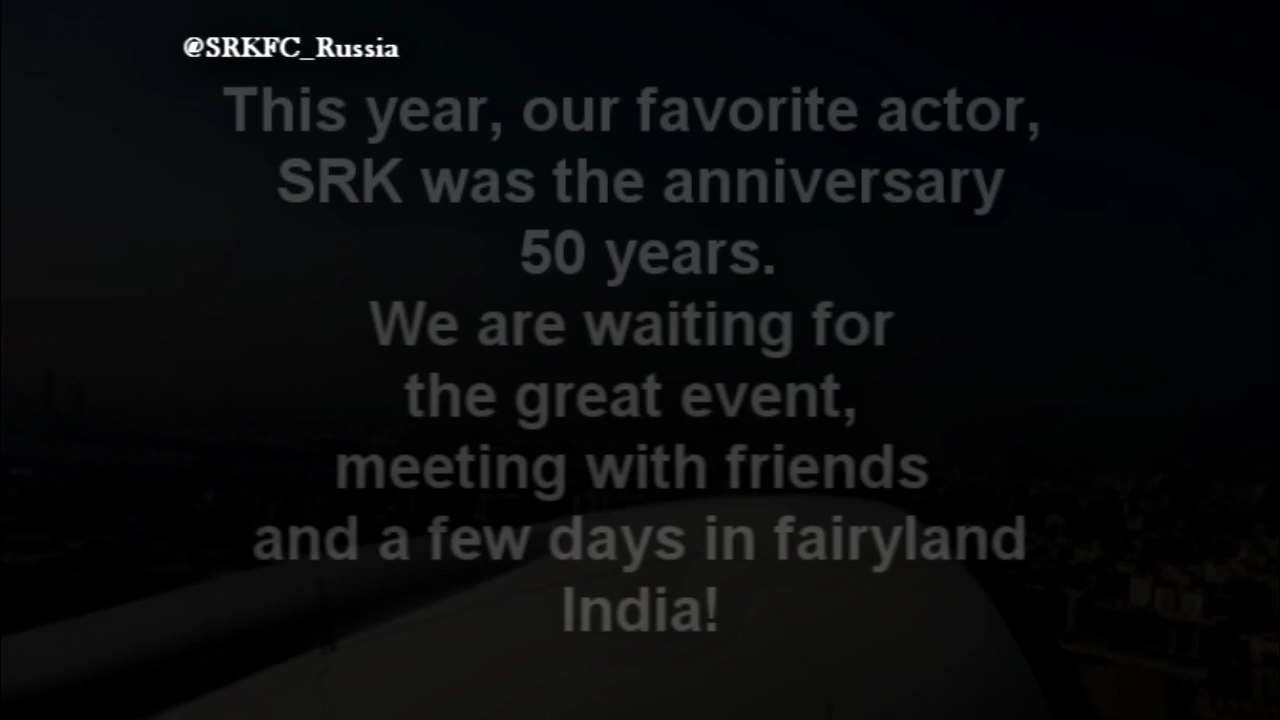 @SRKFC_Russia
This year, our favorite actor,
SRK was the anniversary
50 years.
We are waiting for
the great event,
meeting with friends
and a few days in fairyland
India!